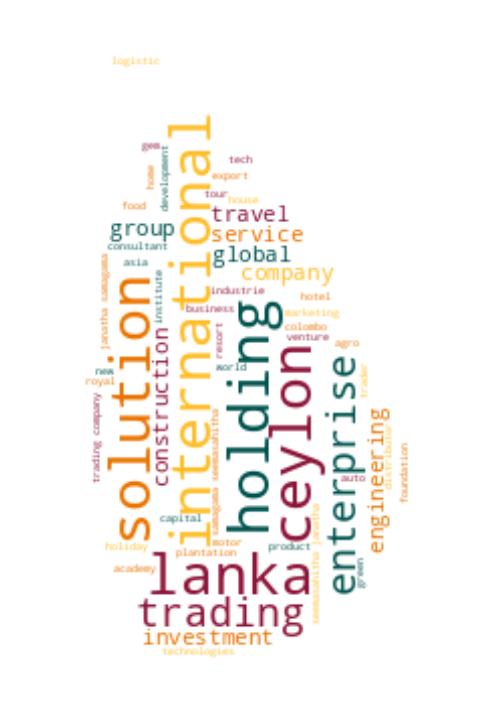 logistic
international
gem
home
development
tech
export
tour
house
food
travel
group
service
consultant
global
asia
company
janatha samagama
institute
industrie
hotel
business
marketing
solution
holding
colombo
venture
construction
resort
ceylon
agro
world
enterprise
new
royal
trader
trading company
samagama seemasahitha
engineering
distributor
foundation
auto
capital
seemasahitha janatha
holiday
motor
product
plantation
academy
green
lanka
trading
investment
technologies